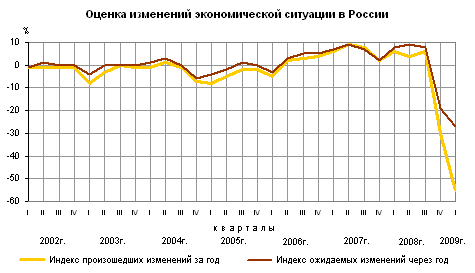 Оценка изменений экономической ситуации в России
%
10
0
-10
-20
-30
-40
-50
-60
I II III IV I II III IV I II III IV I II III IV I II III IV I II III IV I II III IV I
к в а р т а л ы
2002г. 2003г. 2004г. 2005г. 2006г. 2007г. 2008г. 2009г.
Индекс произошедших изменений за год Индекс ожидаемых изменений через год